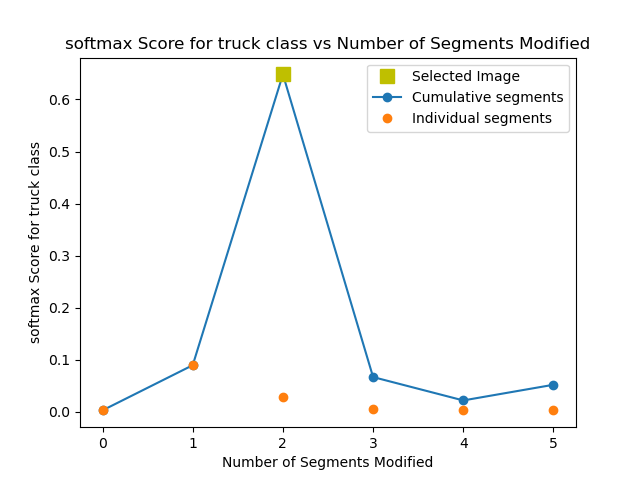 softmax Score for truck class vs Number of Segments Modified
Selected Image
Cumulative segments
Individual segments
softmax Score for truck class
0.6
0.5
0.4
0.3
0.2
0.1
0.0
0 1 2 3 4 5
Number of Segments Modified